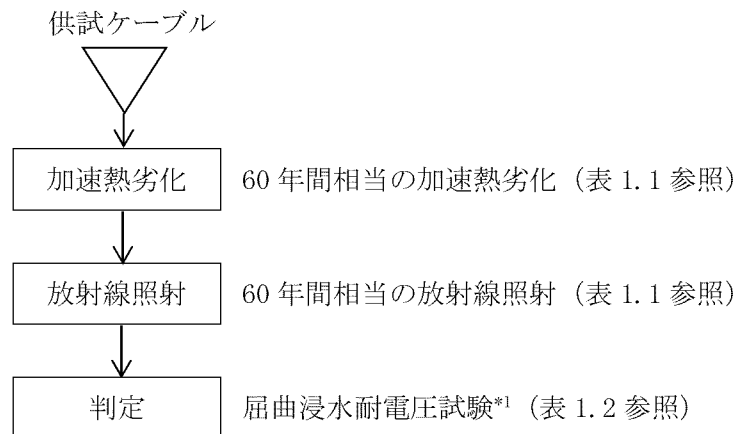 供試ケーブル
加速熱劣化 60年間相当の加速熱劣化（表 1.1 参照）
放射線照射 60年間相当の放射線照射（表 1.1 参照）
判定 屈曲浸水耐電圧試験*1（表 1.2 参照）